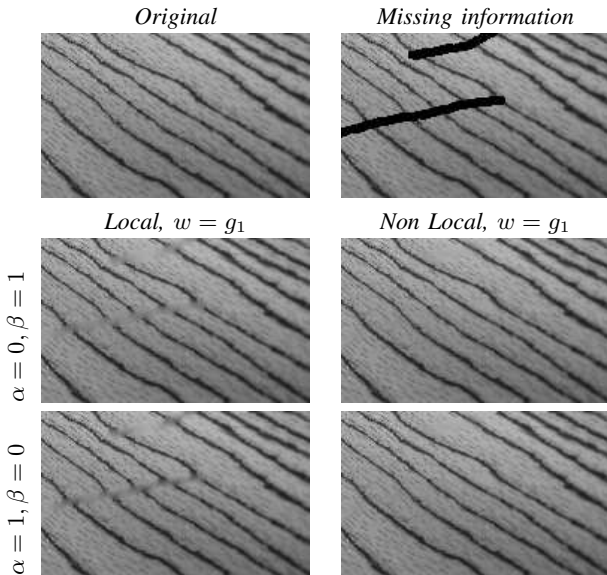 Original Missing information
Local, w = g₁ Non Local, w = g₁
α = 0, β = 1
α = 1, β = 0